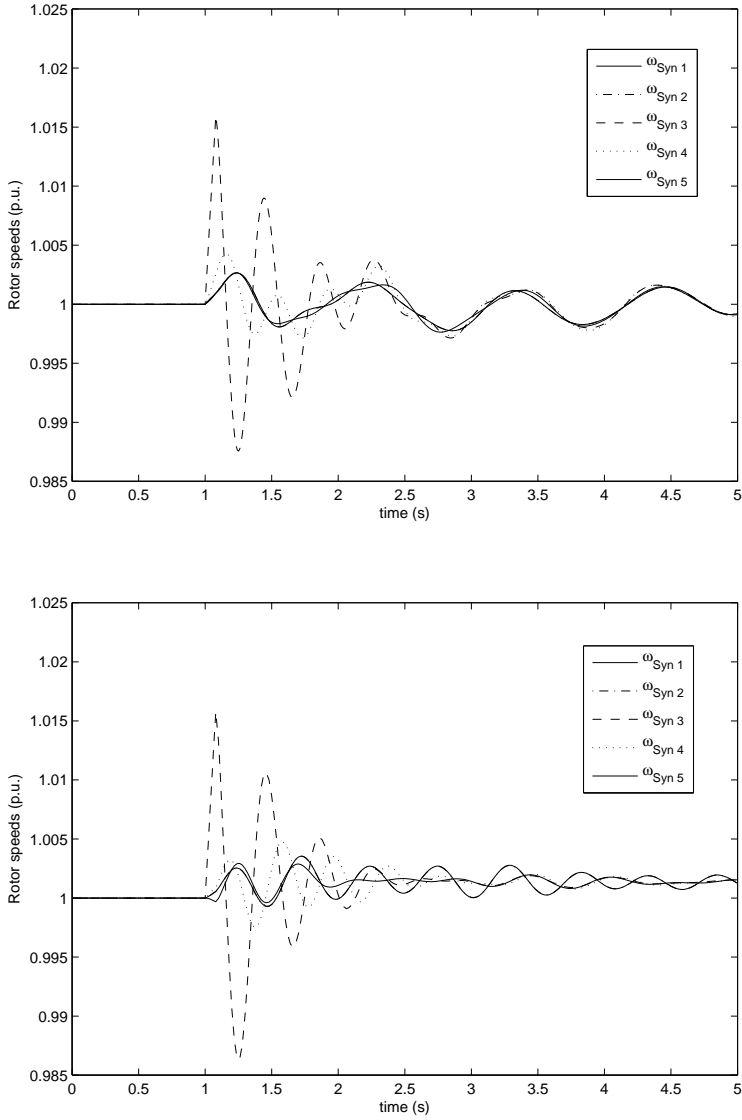 1.025
1.02
1.015
1.01
1.005
1
0.995
0.99
0.985
Rotor speeds (p.u.)
ωSyn 1
ωSyn 2
ωSyn 3
ωSyn 4
ωSyn 5
0 0.5 1 1.5 2 2.5 3 3.5 4 4.5 5
time (s)
1.025
1.02
1.015
1.01
1.005
1
0.995
0.99
0.985
Rotor speeds (p.u.)
ωSyn 1
ωSyn 2
ωSyn 3
ωSyn 4
ωSyn 5
0 0.5 1 1.5 2 2.5 3 3.5 4 4.5 5
time (s)